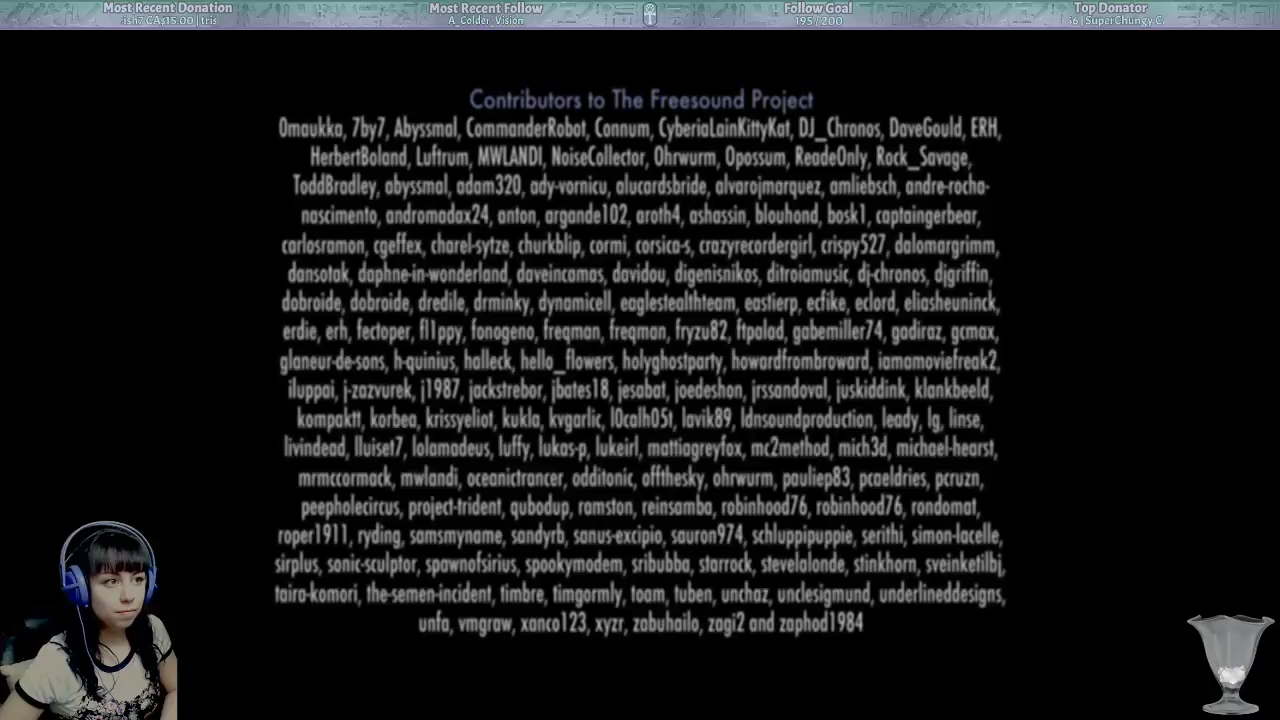 Most Recent Donation
Most Recent Follow
Follow Goal
Top Donator
ish7 CA$15.00 | tris
A_Colder_Vision
195 / 200
SuperChungy
Contributors to The Freesound Project
0maukka, 7by7, Abyssmal, CommanderRobot, Connum, CyberiaLainKittyKat, DJ_Chronos, DaveGould, ERH,
HerbertBoland, Luftrum, MWLANDI, NoiseCollector, Ohrwurm, Opossum, ReadeOnly, Rock_Savage,
ToddBradley, abyssmal, adam320, ady-vornicu, alucardsbride, alvarojmarquez, amliebsch, andre-rocha-
nascimento, andromadax24, anton, argande102, aroth4, ashassin, blouhond, bosk1, captaingerbear,
carlosramon, cgeffex, charel-sytze, churkblip, cormi, corsica-s, crazyrecordergirl, crispy527, dalomargrimm,
dansotak, daphne-in-wonderland, daveincamas, davidou, digenisnikos, ditroiamusic, dj-chronos, djgriffin,
dobroide, dobroide, dredile, drminky, dynamicell, eaglestealthteam, eastierp, ecfike, eclord, eliasheuninck,
erdie, erh, fectoper, fl1ppy, fonogeno, freqman, freqman, fryzu82, ftpalad, gabemiller74, gadiraz, gcmax,
glaneur-de-sons, h-quinius, halleck, hello_flowers, holyghostparty, howardfrombroward, iamamoviefreak2,
iluppai, j-zazvurek, j1987, jackstrebor, jbates18, jesabat, joedeshon, jrssandoval, juskiddink, klankbeeld,
kompaktt, korbea, krissyeliot, kukla, kvgarlic, l0calh05t, lavik89, ldnsoundproduction, leady, lg, linse,
livindead, lluiset7, lolamadeus, luffy, lukas-p, lukeirl, mattiagreyfox, mc2method, mich3d, michael-hearst,
mrmccormack, mwlandi, oceanictrancer, odditonic, offthesky, ohrwurm, pauliep83, pcaeldries, pcruzn,
peepholecircus, project-trident, qubodup, ramston, reinsamba, robinhood76, robinhood76, rondomat,
roper1911, ryding, samsmyname, sandyrb, sanus-excipio, sauron974, schluppipuppie, serithi, simon-lacelle,
sirplus, sonic-sculptor, spawnofsirius, spookymodem, sribubba, starrock, stevelalonde, stinkhorn, sveinketilbj,
taira-komori, the-semen-incident, timbre, timgormly, toam, tuben, unchaz, unclesigmund, underlineddesigns,
unfa, vmgraw, xanco123, xyzr, zabuhailo, zagi2 and zaphod1984